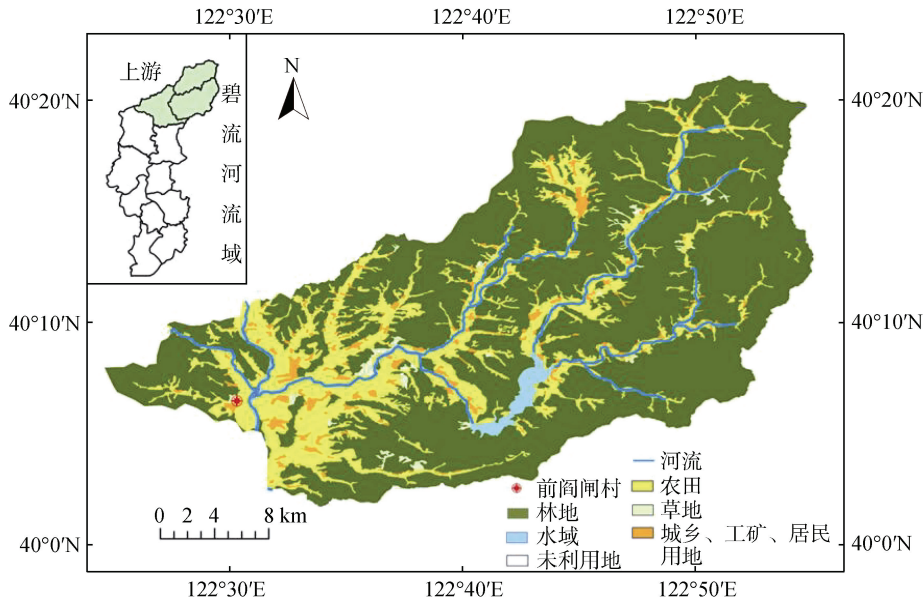 122°30′E
122°40′E
122°50′E
上游
碧
流
河
流
域
N
40°20′N
40°20′N
40°10′N
40°10′N
40°0′N
40°0′N
0 2 4 8 km
前阎闸村
林地
水域
未利用地
河流
农田
草地
城乡、工矿、居民
用地
122°30′E
122°40′E
122°50′E